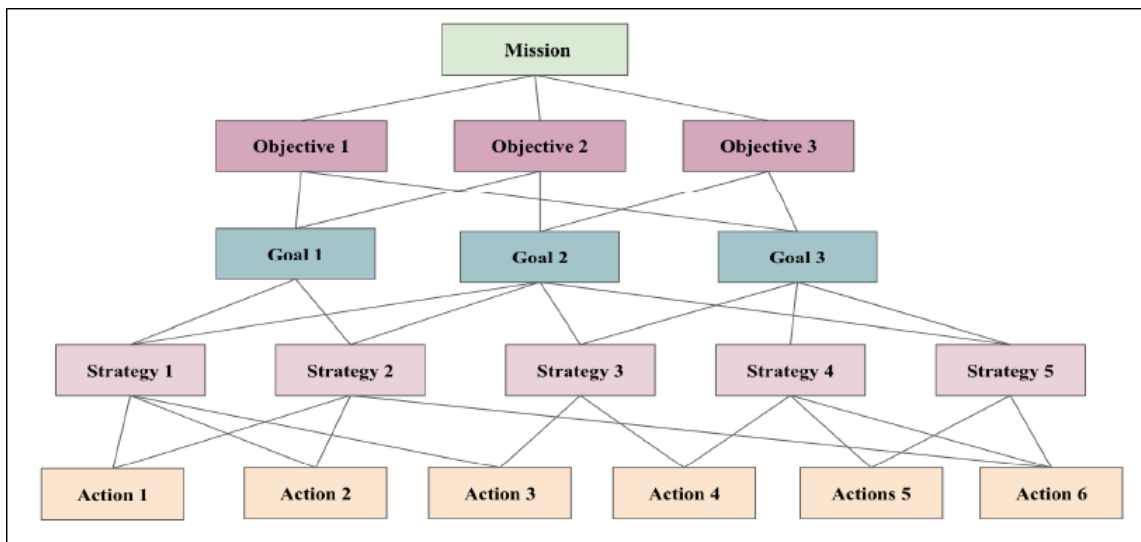 Mission
Objective 1
Objective 2
Objective 3
Goal 1
Goal 2
Goal 3
Strategy 1
Strategy 2
Strategy 3
Strategy 4
Strategy 5
Action 1
Action 2
Action 3
Action 4
Actions 5
Action 6